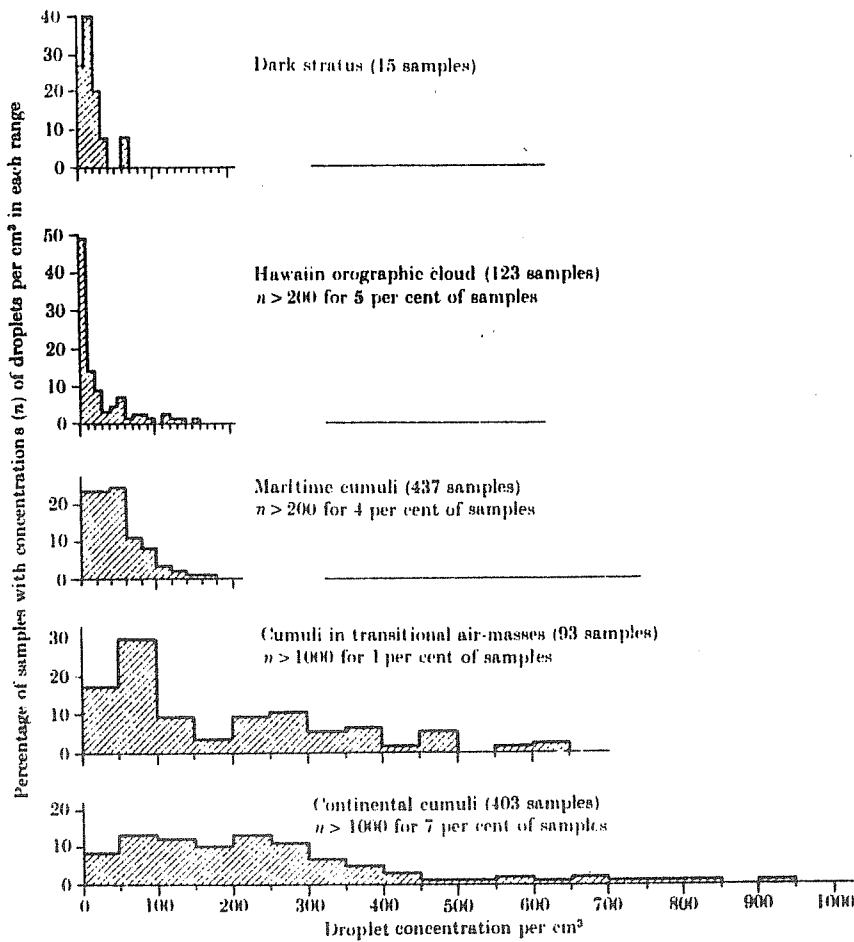 Percentage of samples with concentrations (n) of droplets per cm³ in each range
40
30
20
10
0
Dark stratus (15 samples)
50
40
30
20
10
0
Hawaiin orographic cloud (123 samples)
n > 200 for 5 per cent of samples
20
10
0
Maritime cumuli (437 samples)
n > 200 for 4 per cent of samples
30
20
10
0
Cumuli in transitional air-masses (93 samples)
n > 1000 for 1 per cent of samples
20
10
0
Continental cumuli (403 samples)
n > 1000 for 7 per cent of samples
0 100 200 300 400 500 600 700 800 900 1000
Droplet concentration per cm³